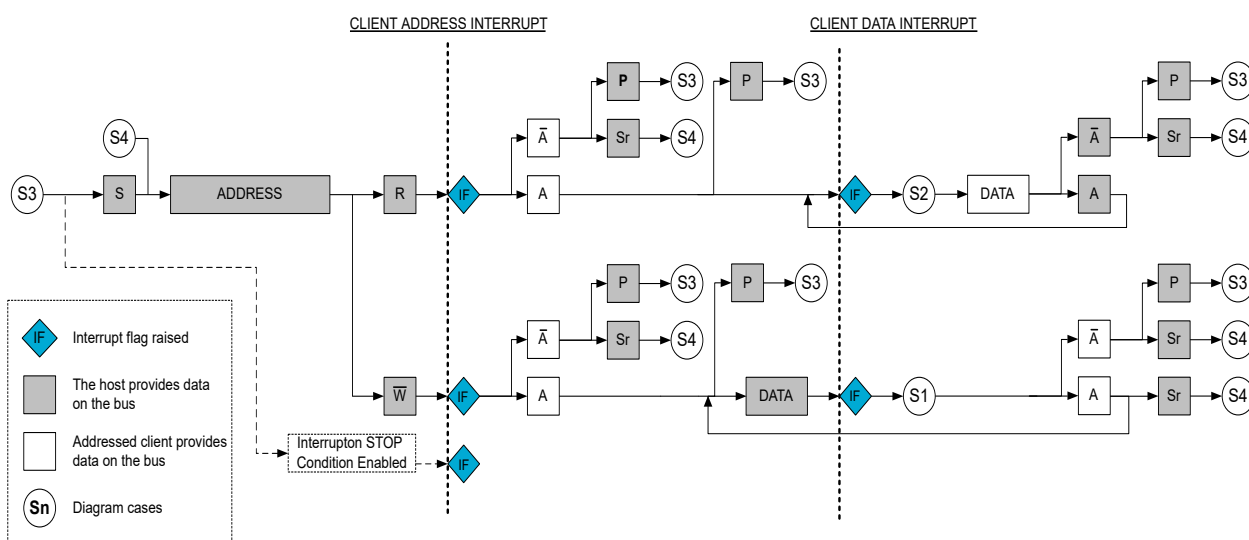 CLIENT ADDRESS INTERRUPT
CLIENT DATA INTERRUPT
P
S3
P
S3
P
S3
S4
A̅
Sr
S4
A̅
Sr
S4
S3
S
ADDRESS
R
IF
A
IF
S2
DATA
A
P
S3
P
S3
P
S3
IF
Interrupt flag raised
A̅
Sr
S4
A̅
Sr
S4
The host provides data
on the bus
W̅
IF
A
DATA
IF
S1
A
Sr
S4
Addressed client provides
data on the bus
Interrupton STOP
Condition Enabled
IF
Sn
Diagram cases